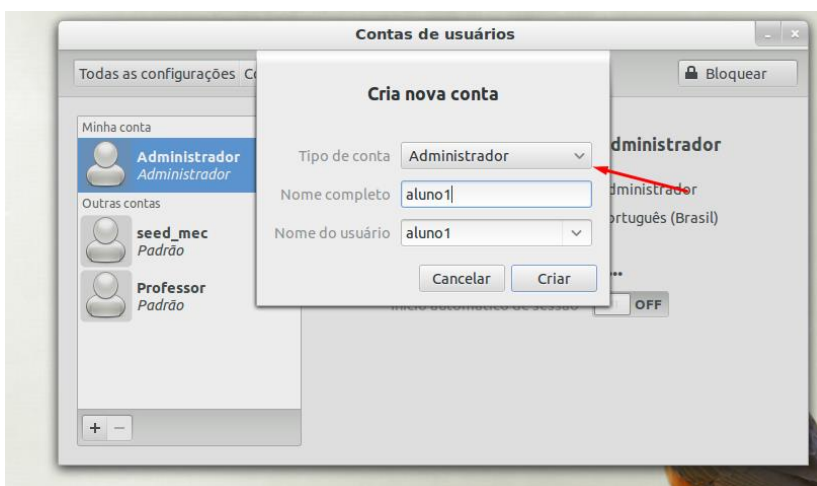 Contas de usuários
Todas as configurações
Bloquear
Cria nova conta
Tipo de conta Administrador
Nome completo aluno1
Nome do usuário aluno1
Cancelar Criar
Minha conta
Administrador
Administrador
Outras contas
seed_mec
Padrão
Professor
Padrão
dministrador
dministrador
ortuguês (Brasil)
OFF
+ −